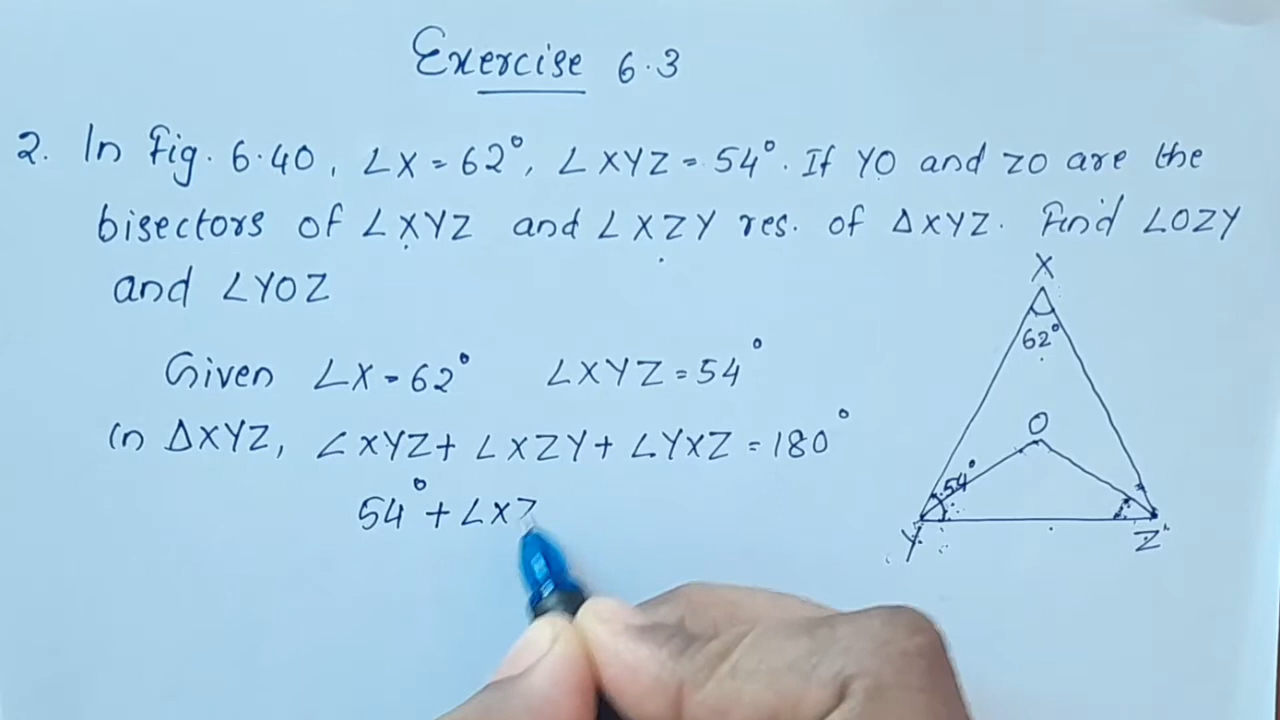 Exercise 6.3
2. In Fig. 6.40, ∠X = 62°, ∠XYZ = 54°. If YO and ZO are the
bisectors of ∠XYZ and ∠XZY res. of ΔXYZ. Find ∠OZY
and ∠YOZ
Given ∠X = 62° ∠XYZ = 54°
In ΔXYZ, ∠XYZ + ∠XZY + ∠YXZ = 180°
54° + ∠XZ
X
62°
O
54°
Y Z